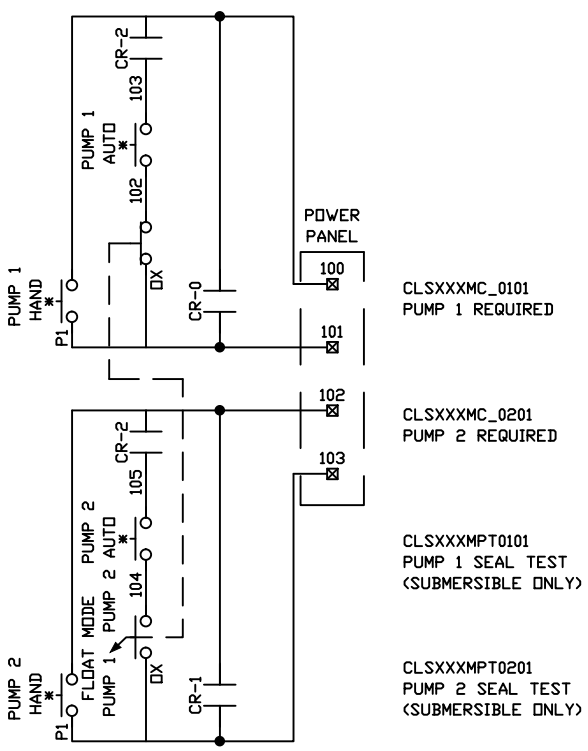 CR-2
103
PUMP 1
AUTO
*
102
OX
PUMP 1
HAND
*
P1
CR-0
POWER
PANEL
100
101
102
103
CLSXXXMC_0101
PUMP 1 REQUIRED
CLSXXXMC_0201
PUMP 2 REQUIRED
CR-2
105
PUMP 2
AUTO
*
104
FLOAT MODE
PUMP 1
PUMP 2
OX
PUMP 2
HAND
*
P1
CR-1
CLSXXXMPT0101
PUMP 1 SEAL TEST
(SUBMERSIBLE ONLY)
CLSXXXMPT0201
PUMP 2 SEAL TEST
(SUBMERSIBLE ONLY)